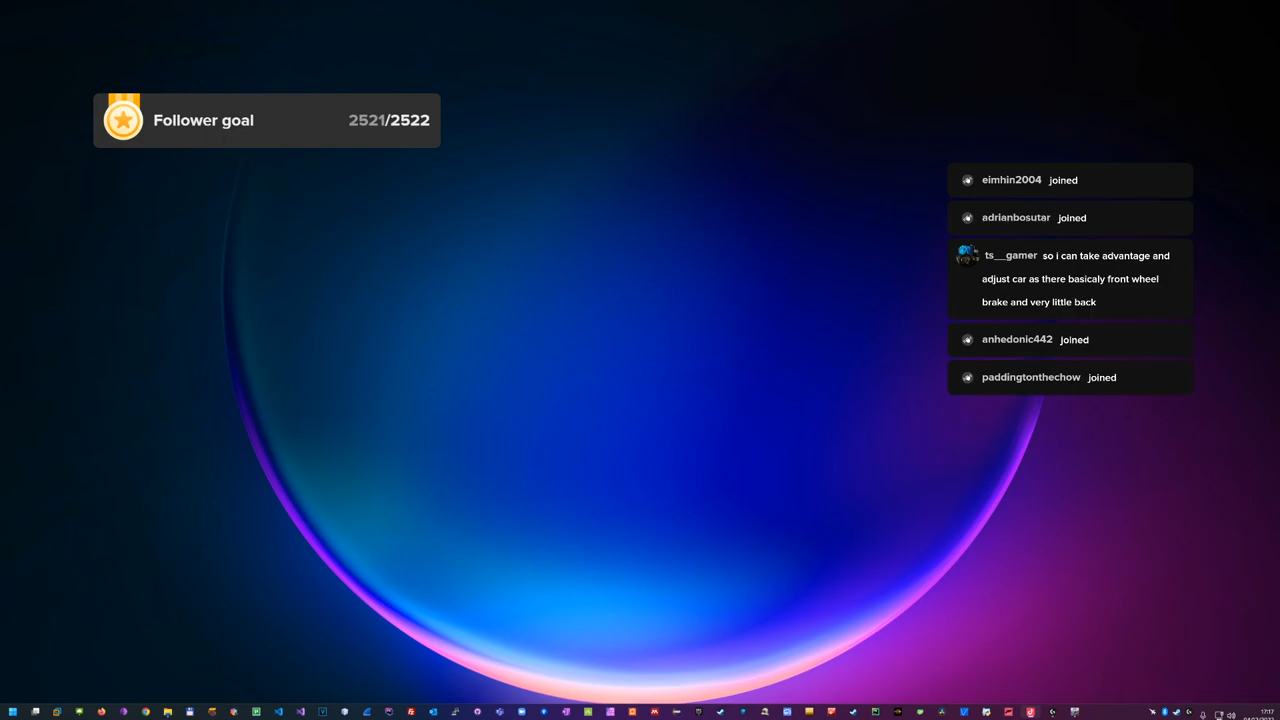 Follower goal 2521/2522
eimhin2004 joined
adrianbosutar joined
ts__gamer so i can take advantage and
adjust car as there basicaly front wheel
brake and very little back
anhedonic442 joined
paddingtonthechow joined
17:17